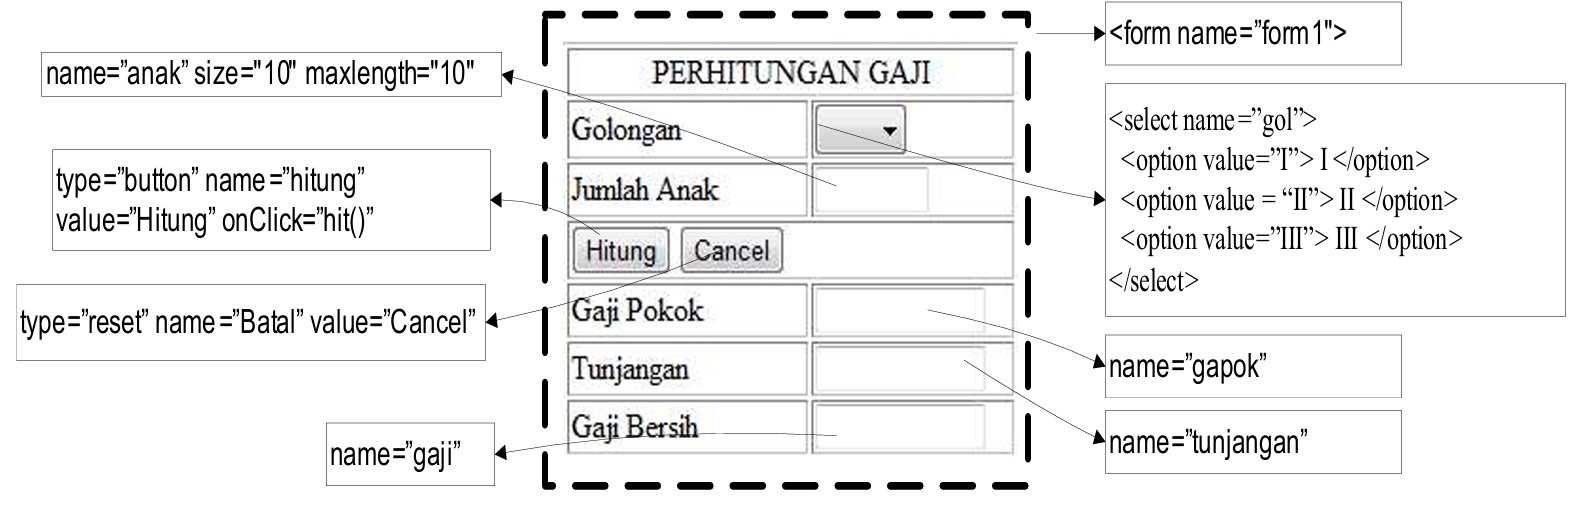 <form name=”form1">
name=”anak” size="10" maxlength="10"
PERHITUNGAN GAJI
Golongan
<select name=”gol”>
<option value=”I”> I </option>
<option value = “II”> II </option>
<option value=”III”> III </option>
</select>
type=”button” name=”hitung”
value=”Hitung” onClick=”hit()”
Jumlah Anak
Hitung Cancel
type=”reset” name=”Batal” value=”Cancel”
Gaji Pokok
name=”gapok”
Tunjangan
name=”tunjangan”
Gaji Bersih
name=”gaji”